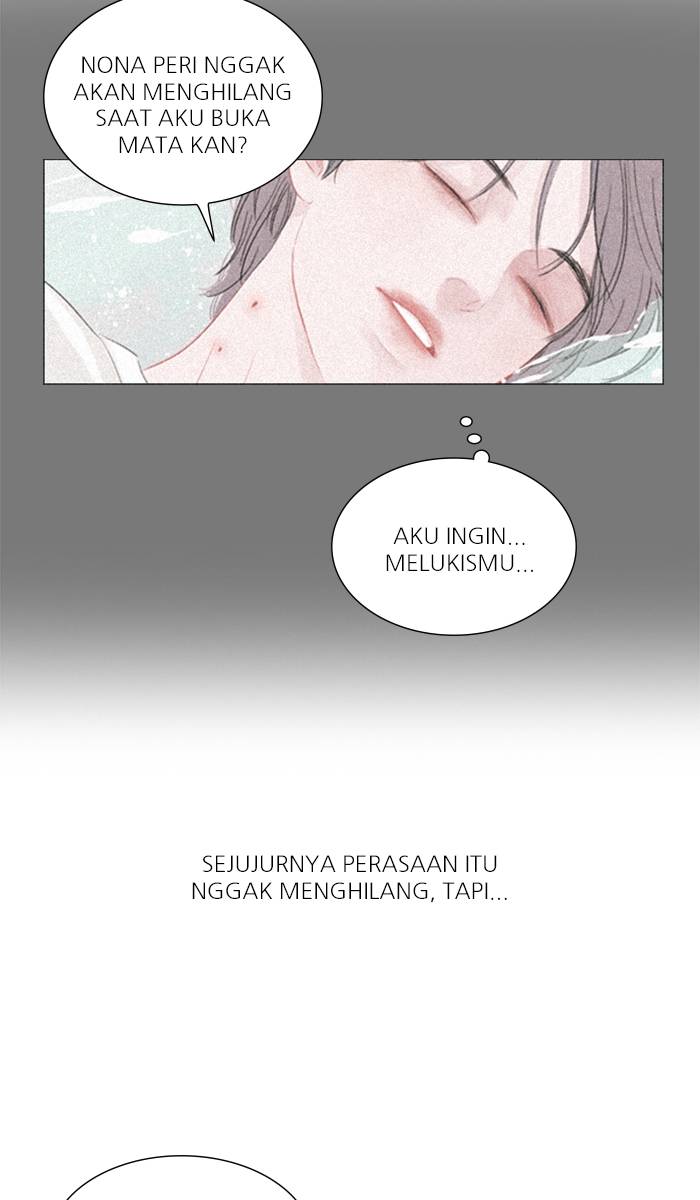 NONA PERI NGGAK
AKAN MENGHILANG
SAAT AKU BUKA
MATA KAN?
AKU INGIN...
MELUKISMU...
SEJUJURNYA PERASAAN ITU
NGGAK MENGHILANG, TAPI...